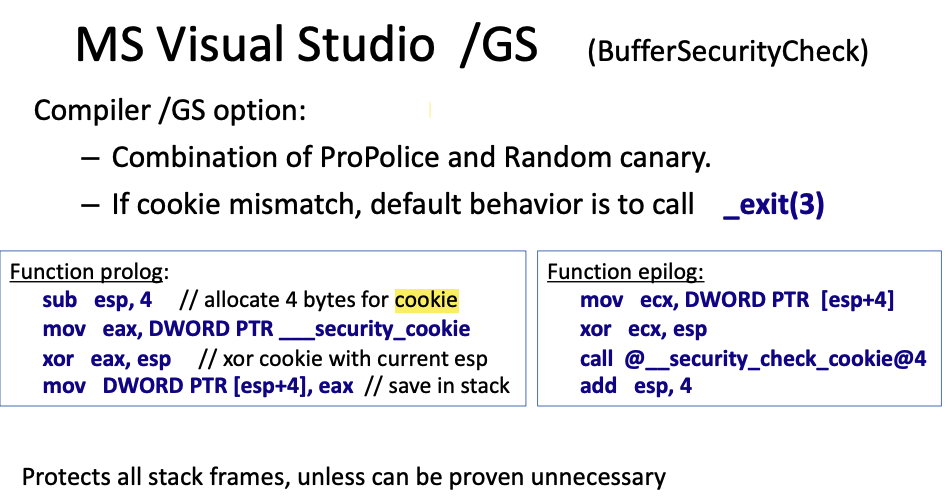 MS Visual Studio /GS (BufferSecurityCheck)
Compiler /GS option:
– Combination of ProPolice and Random canary.
– If cookie mismatch, default behavior is to call _exit(3)
Function prolog:
sub esp, 4 // allocate 4 bytes for cookie
mov eax, DWORD PTR ___security_cookie
xor eax, esp // xor cookie with current esp
mov DWORD PTR [esp+4], eax // save in stack
Function epilog:
mov ecx, DWORD PTR [esp+4]
xor ecx, esp
call @__security_check_cookie@4
add esp, 4
Protects all stack frames, unless can be proven unnecessary